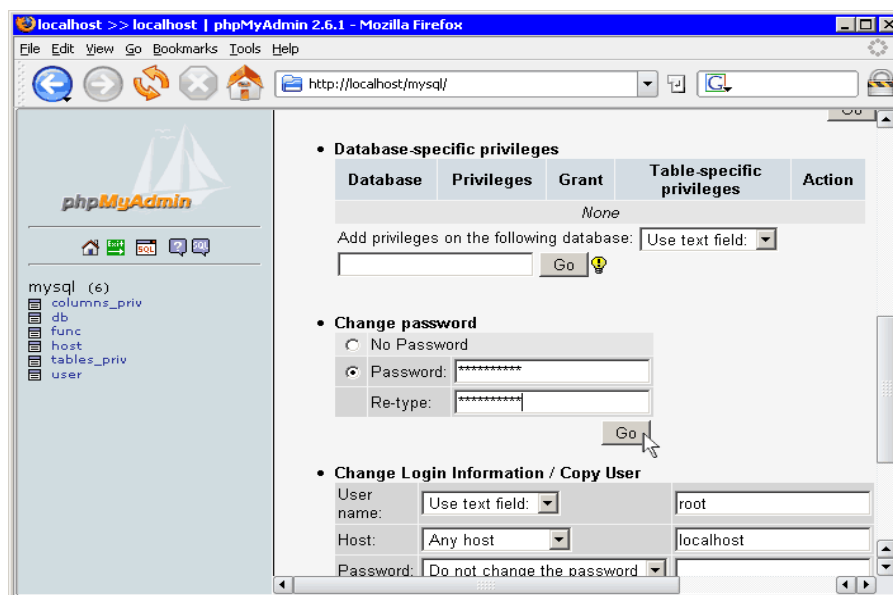 localhost >> localhost | phpMyAdmin 2.6.1 - Mozilla Firefox
File Edit View Go Bookmarks Tools Help
http://localhost/mysql/
G
phpMyAdmin
Exit SQL ? SQL
mysql (6)
columns_priv
db
func
host
tables_priv
user
Go
• Database-specific privileges
Database Privileges Grant Table-specific privileges Action
None
Add privileges on the following database: Use text field:
Go
• Change password
No Password
Password: **********
Re-type: **********
Go
• Change Login Information / Copy User
User name: Use text field: root
Host: Any host localhost
Password: Do not change the password